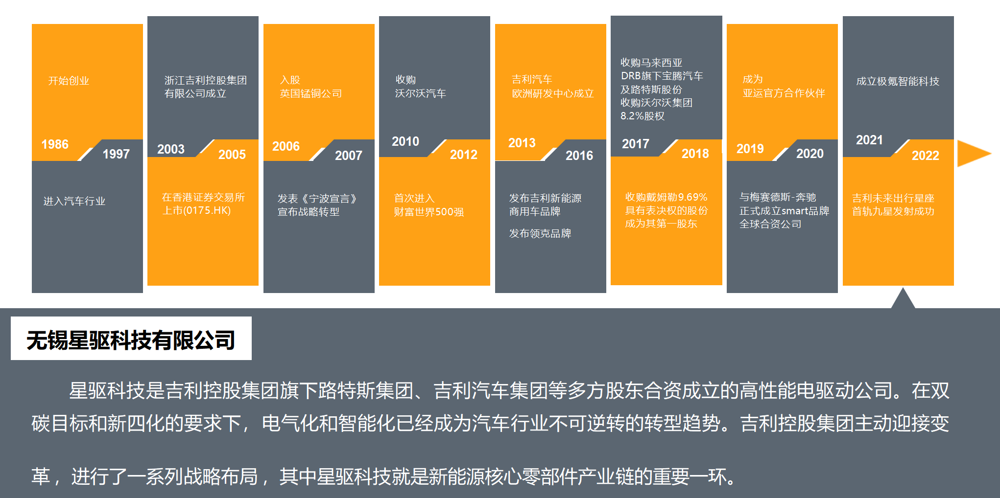 开始创业
1986
1997
进入汽车行业
浙江吉利控股集团
有限公司成立
2003
2005
在香港证券交易所
上市(0175.HK)
入股
英国锰铜公司
2006
2007
发表《宁波宣言》
宣布战略转型
收购
沃尔沃汽车
2010
2012
首次进入
财富世界500强
吉利汽车
欧洲研发中心成立
2013
2016
发布吉利新能源
商用车品牌
发布领克品牌
收购马来西亚
DRB旗下宝腾汽车
及路特斯股份
收购沃尔沃集团
8.2%股权
2017
2018
收购戴姆勒9.69%
具有表决权的股份
成为其第一股东
成为
亚运官方合作伙伴
2019
2020
与梅赛德斯-奔驰
正式成立smart品牌
全球合资公司
成立极氪智能科技
2021
2022
吉利未来出行星座
首轨九星发射成功
无锡星驱科技有限公司
星驱科技是吉利控股集团旗下路特斯集团、吉利汽车集团等多方股东合资成立的高性能电驱动公司。在双
碳目标和新四化的要求下，电气化和智能化已经成为汽车行业不可逆转的转型趋势。吉利控股集团主动迎接变
革，进行了一系列战略布局，其中星驱科技就是新能源核心零部件产业链的重要一环。